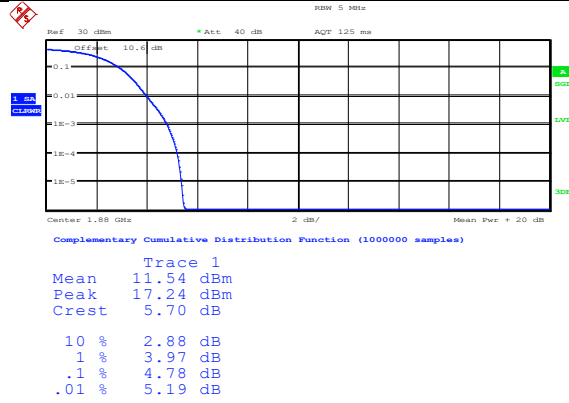 RBW 5 MHz
Ref 30 dBm * Att 40 dB AQT 125 ms
Offset 10.6 dB
0.1
A
SGL
1 SA
0.01
CLRWR
1E-3
LVL
1E-4
1E-5
3DB
Center 1.88 GHz 2 dB/ Mean Pwr + 20 dB
Complementary Cumulative Distribution Function (1000000 samples)
Trace 1
Mean 11.54 dBm
Peak 17.24 dBm
Crest 5.70 dB
10 % 2.88 dB
1 % 3.97 dB
.1 % 4.78 dB
.01 % 5.19 dB